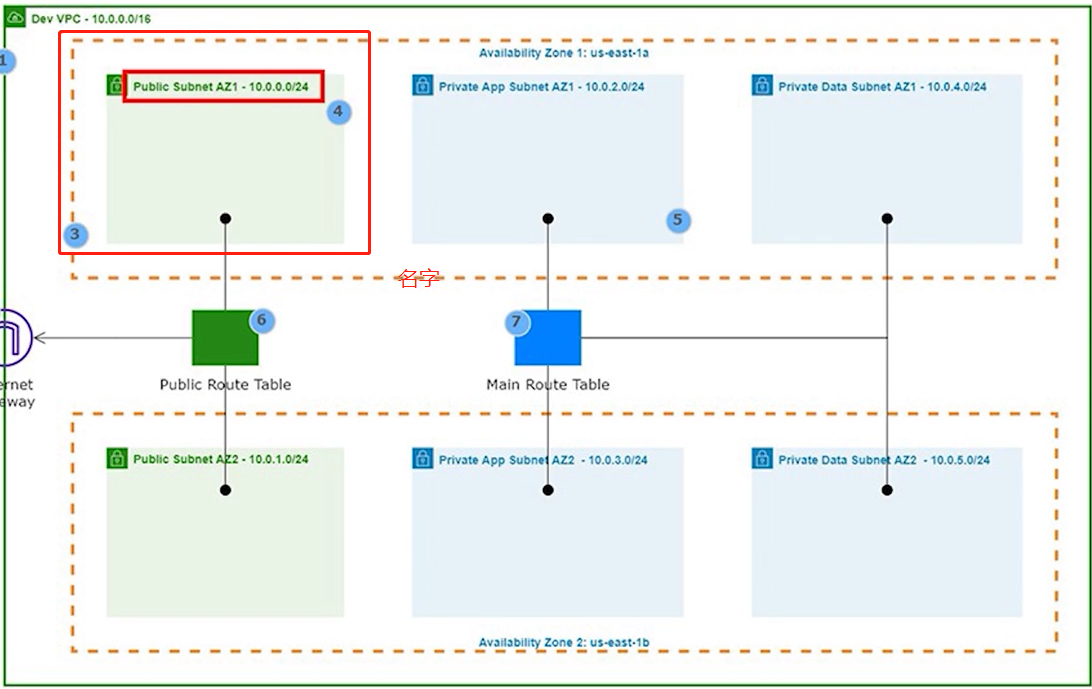 Dev VPC - 10.0.0.0/16
1
Availability Zone 1: us-east-1a
Public Subnet AZ1 - 10.0.0.0/24
Private App Subnet AZ1 - 10.0.2.0/24
Private Data Subnet AZ1 - 10.0.4.0/24
4
5
3
名字
6
7
Public Route Table
Main Route Table
ernet
eway
Public Subnet AZ2 - 10.0.1.0/24
Private App Subnet AZ2 - 10.0.3.0/24
Private Data Subnet AZ2 - 10.0.5.0/24
Availability Zone 2: us-east-1b